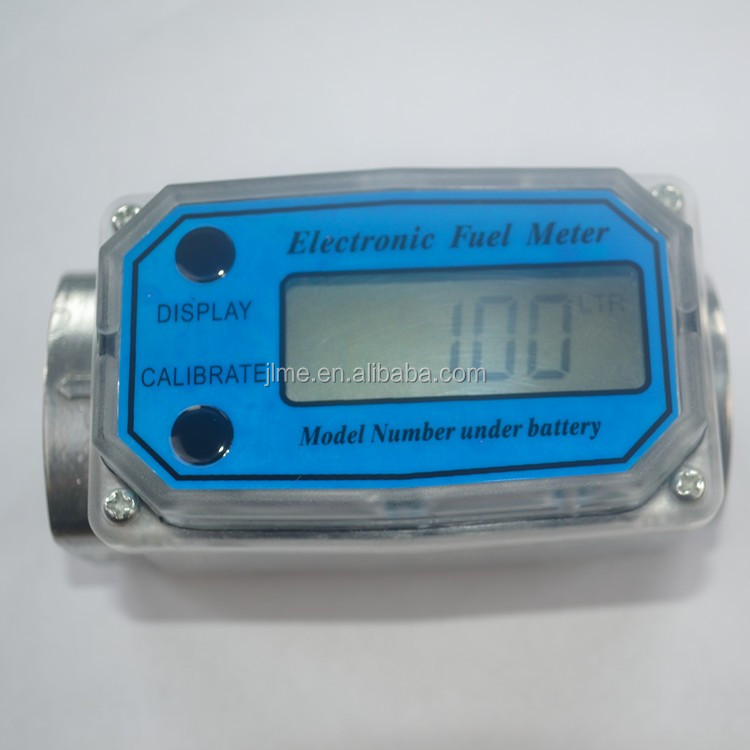 Electronic Fuel Meter
DISPLAY
100 LTR
CALIBRATE
jlme.en.alibaba.com
Model Number under battery